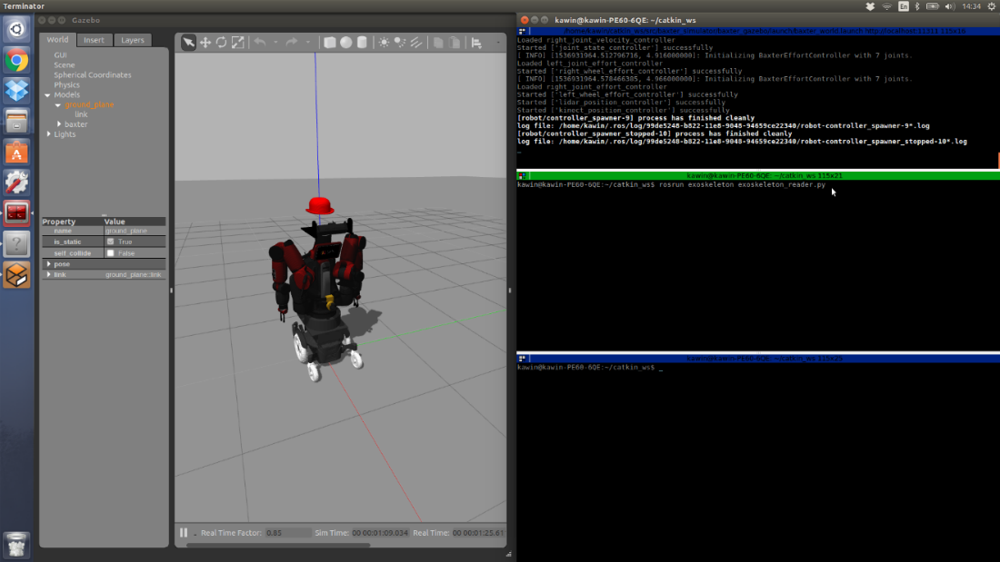 Terminator
En
14:34
Gazebo
World Insert Layers
GUI
Scene
Spherical Coordinates
Physics
Models
ground_plane
link
baxter
Lights
Property Value
name ground_plane
is_static True
self_collide False
pose
link ground_plane::link
Real Time Factor: 0.85 Sim Time: 00 00:01:09.034 Real Time: 00 00:01:25.61
kawin@kawin-PE60-6QE: ~/catkin_ws
/home/kawin/catkin_ws/src/baxter_simulator/baxter_gazebo/launch/baxter_world.launch http://localhost:11311 115x18
Loaded right_joint_velocity_controller
Started ['joint_state_controller'] successfully
[ INFO] [1536931964.512796716, 4.916000000]: Initializing BaxterEffortController with 7 joints.
Loaded left_joint_effort_controller
Started ['right_wheel_effort_controller'] successfully
[ INFO] [1536931964.578466305, 4.966000000]: Initializing BaxterEffortController with 7 joints.
Loaded right_joint_effort_controller
Started ['left_wheel_effort_controller'] successfully
Started ['lidar_position_controller'] successfully
Started ['kinect_position_controller'] successfully
[robot/controller_spawner-9] process has finished cleanly
log file: /home/kawin/.ros/log/99de5248-b822-11e8-9048-94659ce22340/robot-controller_spawner-9*.log
[robot/controller_spawner_stopped-10] process has finished cleanly
log file: /home/kawin/.ros/log/99de5248-b822-11e8-9048-94659ce22340/robot-controller_spawner_stopped-10*.log
kawin@kawin-PE60-6QE: ~/catkin_ws 115x21
kawin@kawin-PE60-6QE:~/catkin_ws$ rosrun exoskeleton exoskeleton_reader.py
kawin@kawin-PE60-6QE: ~/catkin_ws 115x25
kawin@kawin-PE60-6QE:~/catkin_ws$ _